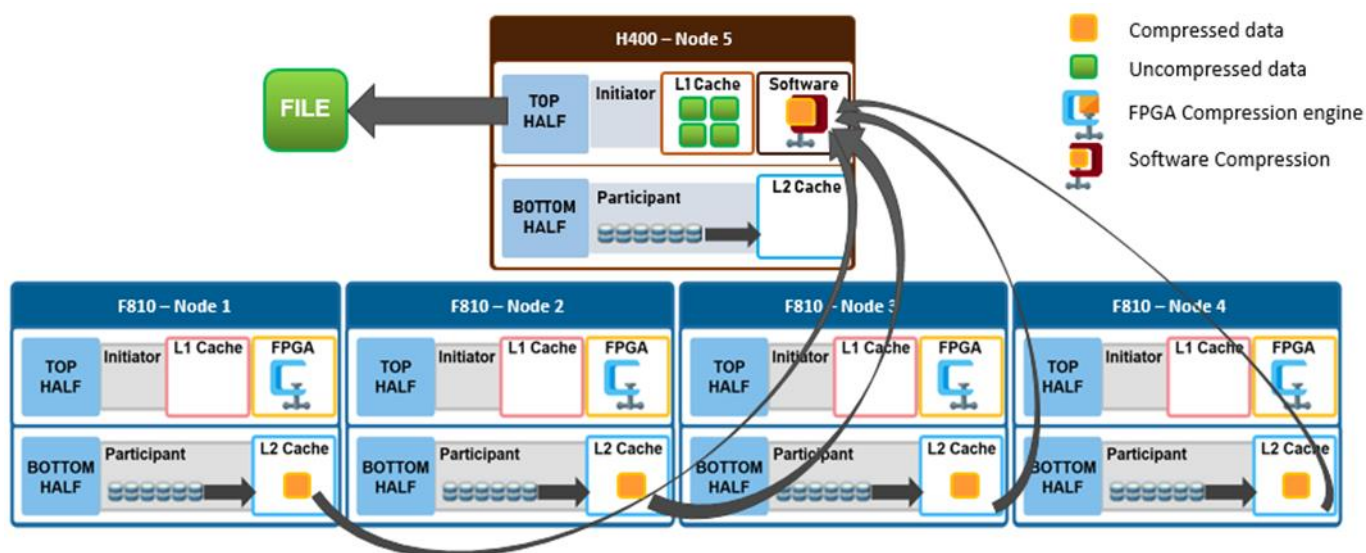 H400 – Node 5
FILE
TOP
HALF
Initiator
L1 Cache
Software
BOTTOM
HALF
Participant
L2 Cache
Compressed data
Uncompressed data
FPGA Compression engine
Software Compression
F810 – Node 1
TOP
HALF
Initiator
L1 Cache
FPGA
BOTTOM
HALF
Participant
L2 Cache
F810 – Node 2
TOP
HALF
Initiator
L1 Cache
FPGA
BOTTOM
HALF
Participant
L2 Cache
F810 – Node 3
TOP
HALF
Initiator
L1 Cache
FPGA
BOTTOM
HALF
Participant
L2 Cache
F810 – Node 4
TOP
HALF
Initiator
L1 Cache
FPGA
BOTTOM
HALF
Participant
L2 Cache